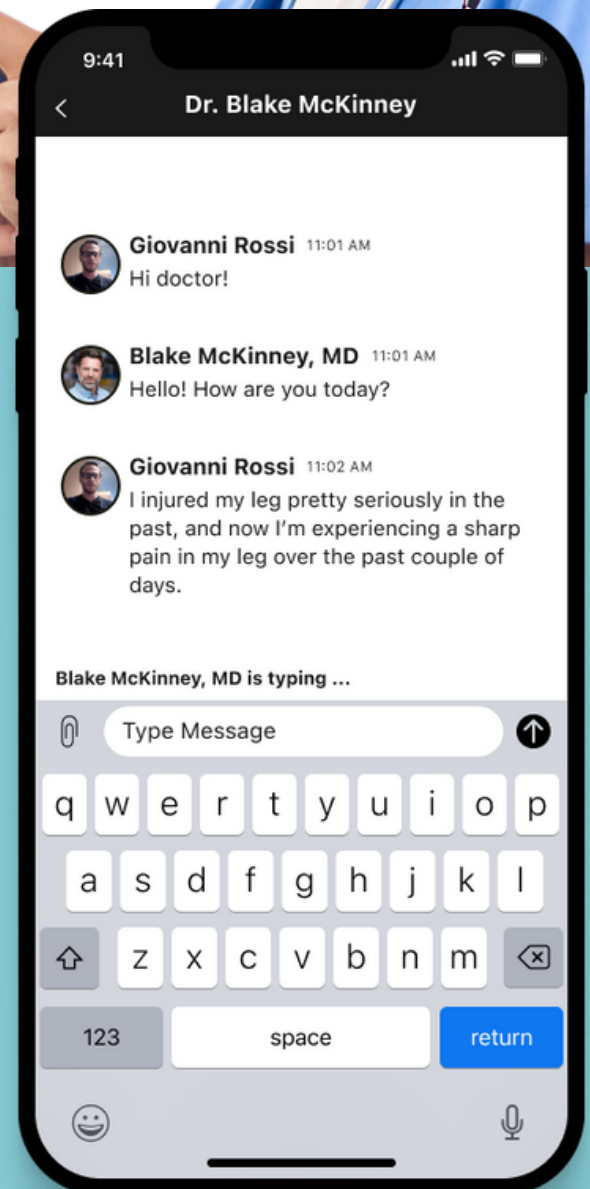 9:41
Dr. Blake McKinney
Giovanni Rossi 11:01 AM
Hi doctor!
Blake McKinney, MD 11:01 AM
Hello! How are you today?
Giovanni Rossi 11:02 AM
I injured my leg pretty seriously in the
past, and now I’m experiencing a sharp
pain in my leg over the past couple of
days.
Blake McKinney, MD is typing ...
Type Message
q w e r t y u i o p
a s d f g h j k l
z x c v b n m
123 space return